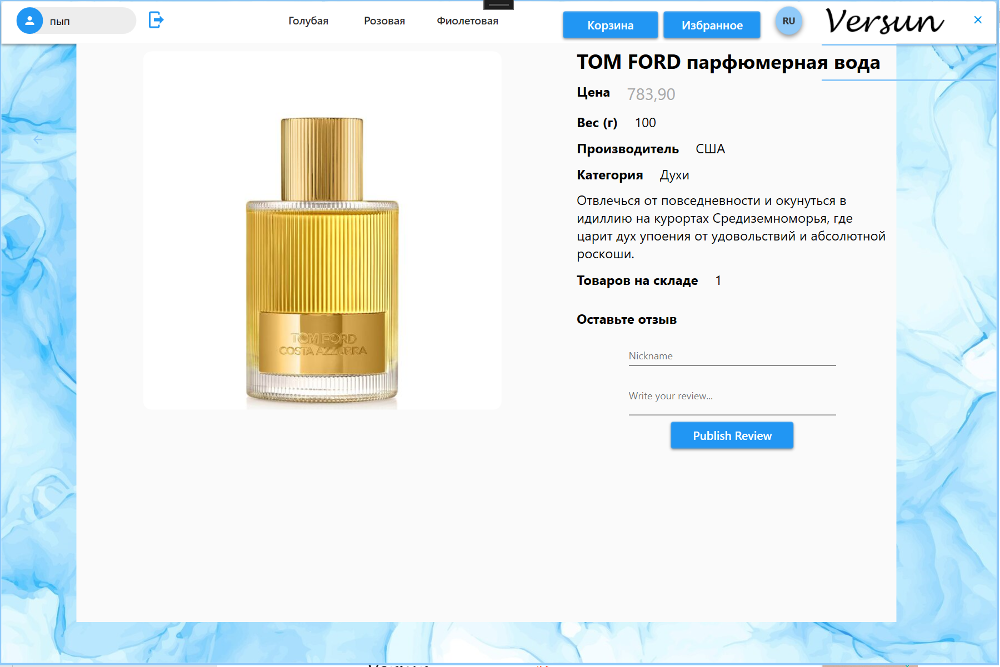 пып
Голубая
Розовая
Фиолетовая
Корзина
Избранное
RU
Versun
TOM FORD парфюмерная вода
Цена 783,90
Вес (г) 100
Производитель США
Категория Духи
Отвлечься от повседневности и окунуться в
идиллию на курортах Средиземноморья, где
царит дух упоения от удовольствий и абсолютной
роскоши.
Товаров на складе 1
Оставьте отзыв
Nickname
Write your review...
Publish Review
TOM FORD
COSTA AZZURRA